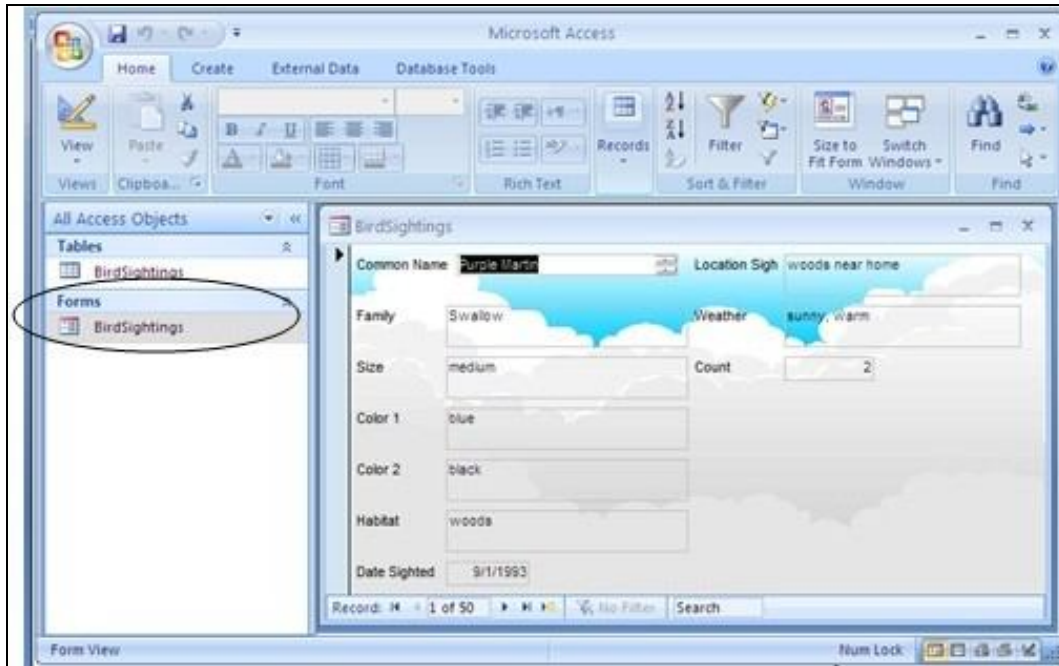 Microsoft Access
Home Create External Data Database Tools
B I U
View Paste Records Filter Size to Fit Form Switch Windows Find
Views Clipboa... Font Rich Text Sort & Filter Window Find
All Access Objects
Tables
BirdSightings
Forms
BirdSightings
BirdSightings
Common Name Purple Martin Location Sigh woods near home
Family Swallow Weather sunny, warm
Size medium Count 2
Color 1 blue
Color 2 black
Habitat woods
Date Sighted 9/1/1993
Record: 1 of 50 No Filter Search
Form View Num Lock